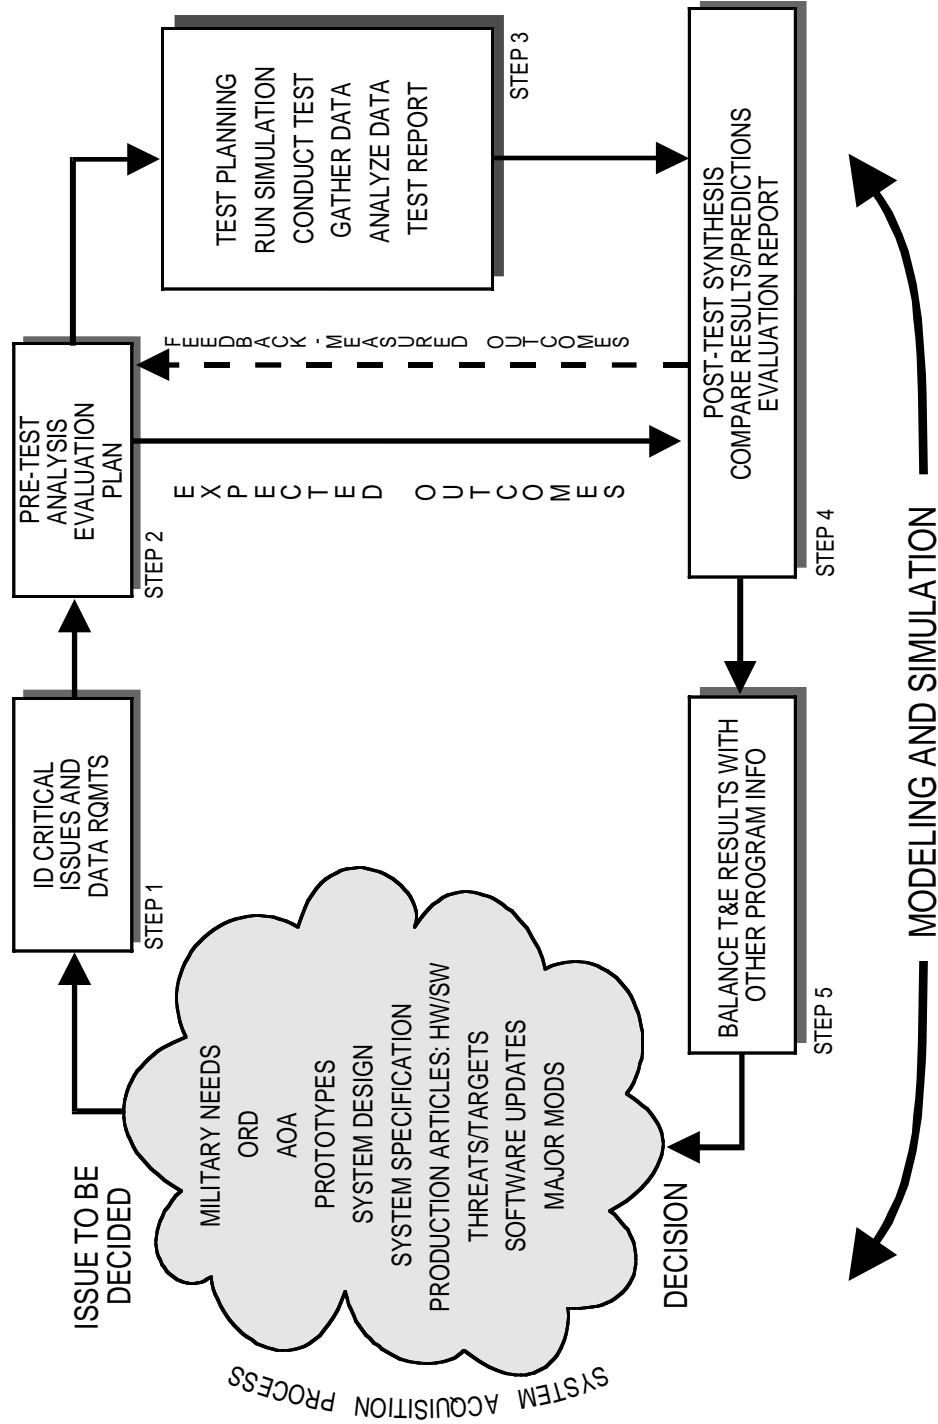 ISSUE TO BE
DECIDED
MILITARY NEEDS
ORD
AOA
PROTOTYPES
SYSTEM DESIGN
SYSTEM SPECIFICATION
PRODUCTION ARTICLES: HW/SW
THREATS/TARGETS
SOFTWARE UPDATES
MAJOR MODS
SYSTEM ACQUISITION PROCESS
DECISION
ID CRITICAL
ISSUES AND
DATA RQMTS
STEP 1
PRE-TEST
ANALYSIS
EVALUATION
PLAN
STEP 2
EXPECTED OUTCOMES
FEEDBACK-MEASURED OUTCOMES
TEST PLANNING
RUN SIMULATION
CONDUCT TEST
GATHER DATA
ANALYZE DATA
TEST REPORT
STEP 3
POST-TEST SYNTHESIS
COMPARE RESULTS/PREDICTIONS
EVALUATION REPORT
STEP 4
BALANCE T&E RESULTS WITH
OTHER PROGRAM INFO
STEP 5
MODELING AND SIMULATION